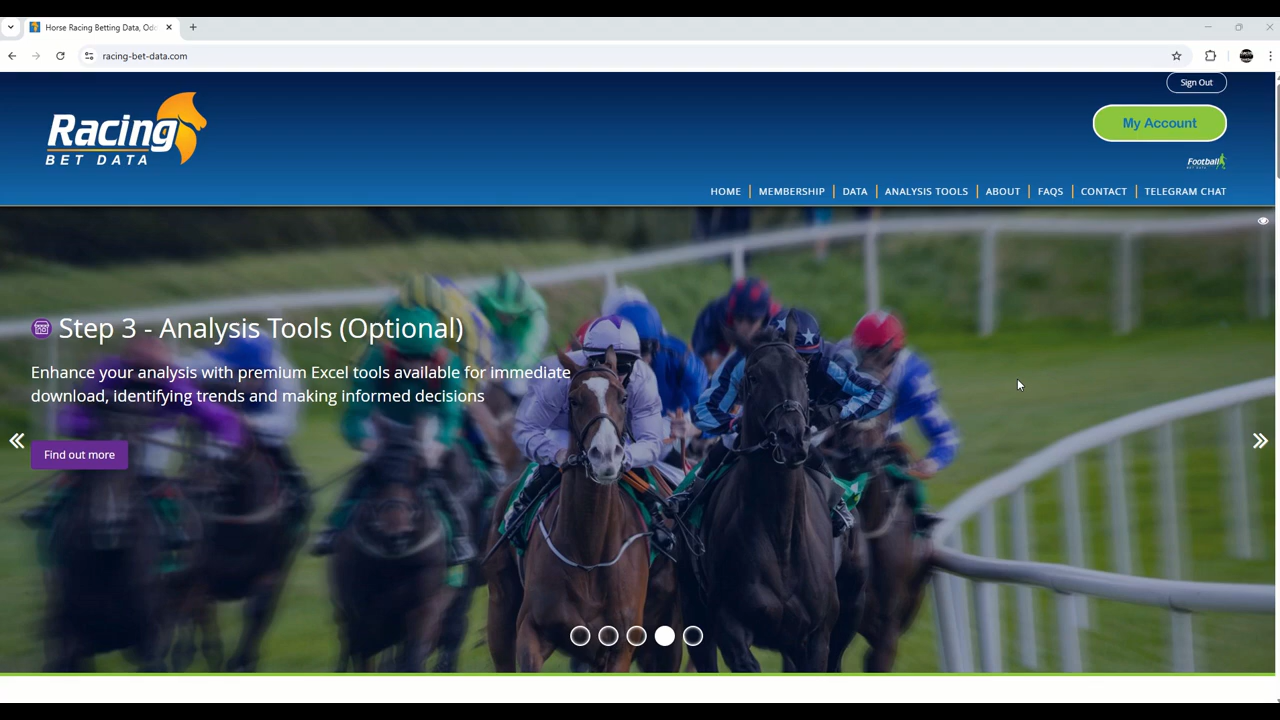 Horse Racing Betting Data, Od
racing-bet-data.com
Sign Out
Racing
BET DATA
My Account
Football
HOME
MEMBERSHIP
DATA
ANALYSIS TOOLS
ABOUT
FAQS
CONTACT
TELEGRAM CHAT
Step 3 - Analysis Tools (Optional)
Enhance your analysis with premium Excel tools available for immediate
download, identifying trends and making informed decisions
Find out more